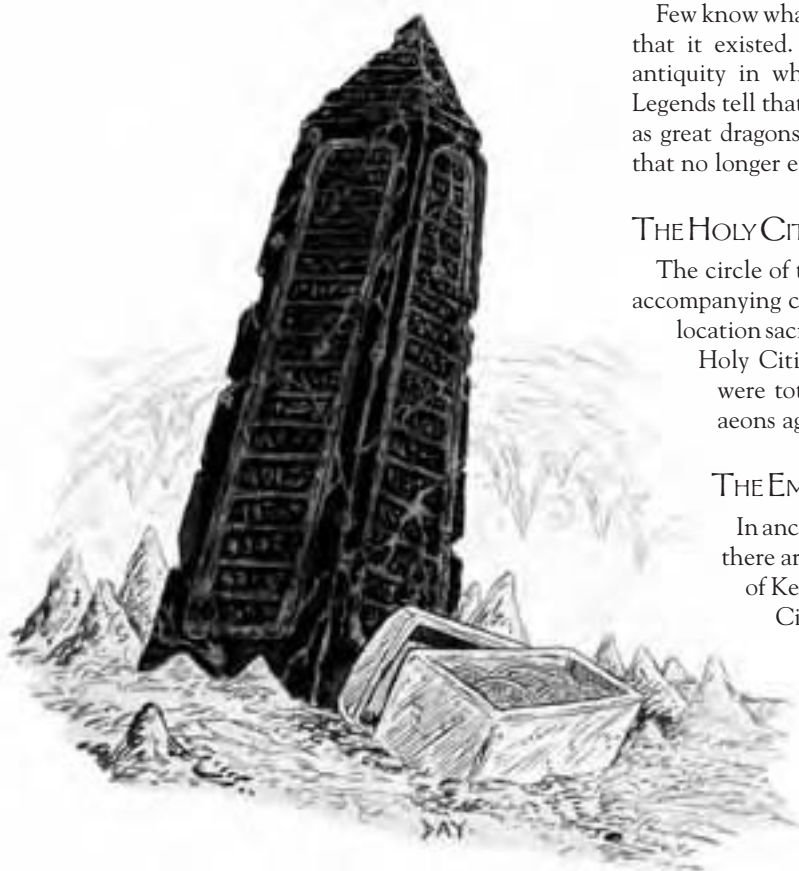 Few know wha
that it existed.
antiquity in wh
Legends tell that
as great dragons
that no longer e
THE HOLY CIT
The circle of t
accompanying c
location sacr
Holy Citi
were tot
aeons ag
THE EM
In anc
there ar
of Ke
Ci
DAY